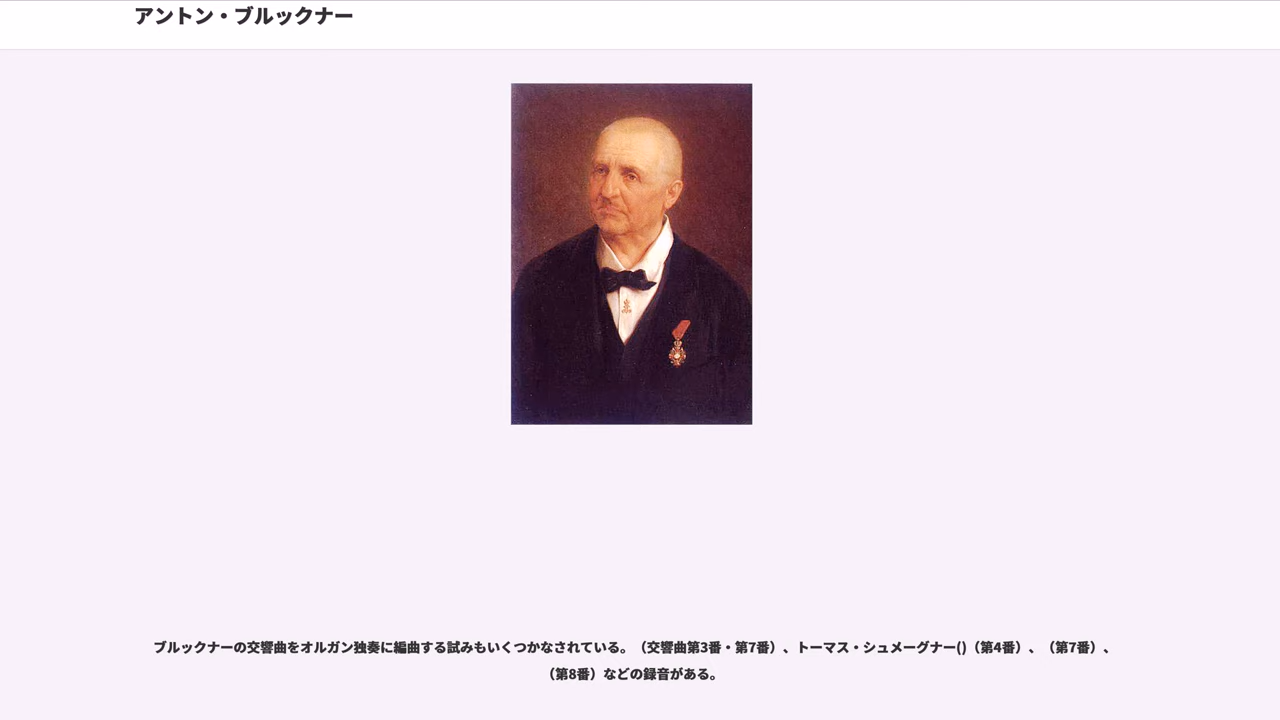 アントン・ブルックナー
ブルックナーの交響曲をオルガン独奏に編曲する試みもいくつかなされている。（交響曲第3番・第7番）、トーマス・シュメーグナー()（第4番）、（第7番）、
（第8番）などの録音がある。